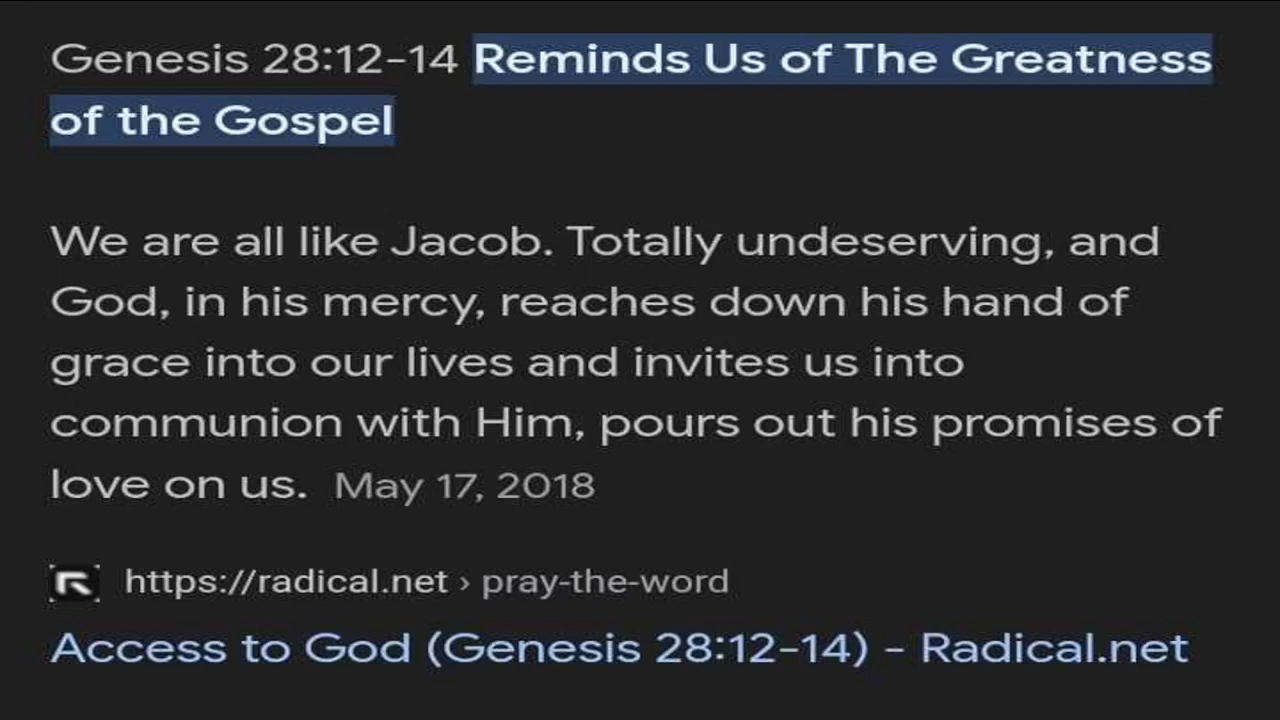 Genesis 28:12-14 Reminds Us of The Greatness
of the Gospel
We are all like Jacob. Totally undeserving, and
God, in his mercy, reaches down his hand of
grace into our lives and invites us into
communion with Him, pours out his promises of
love on us. May 17, 2018
https://radical.net › pray-the-word
Access to God (Genesis 28:12-14) - Radical.net